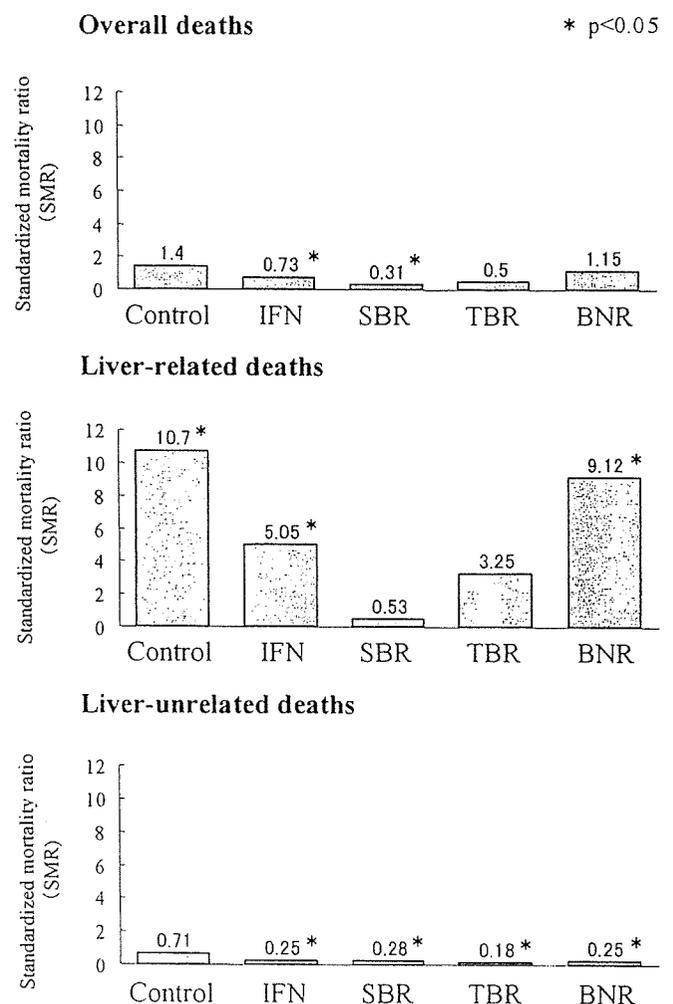 Overall deaths
* p<0.05
Standardized mortality ratio
(SMR)
12
10
8
6
4
2
0
1.4
0.73 *
0.31 *
0.5
1.15
Control IFN SBR TBR BNR
Liver-related deaths
Standardized mortality ratio
(SMR)
12
10
8
6
4
2
0
10.7 *
5.05 *
0.53
3.25
9.12 *
Control IFN SBR TBR BNR
Liver-unrelated deaths
Standardized mortality ratio
(SMR)
12
10
8
6
4
2
0
0.71
0.25 *
0.28 *
0.18 *
0.25 *
Control IFN SBR TBR BNR